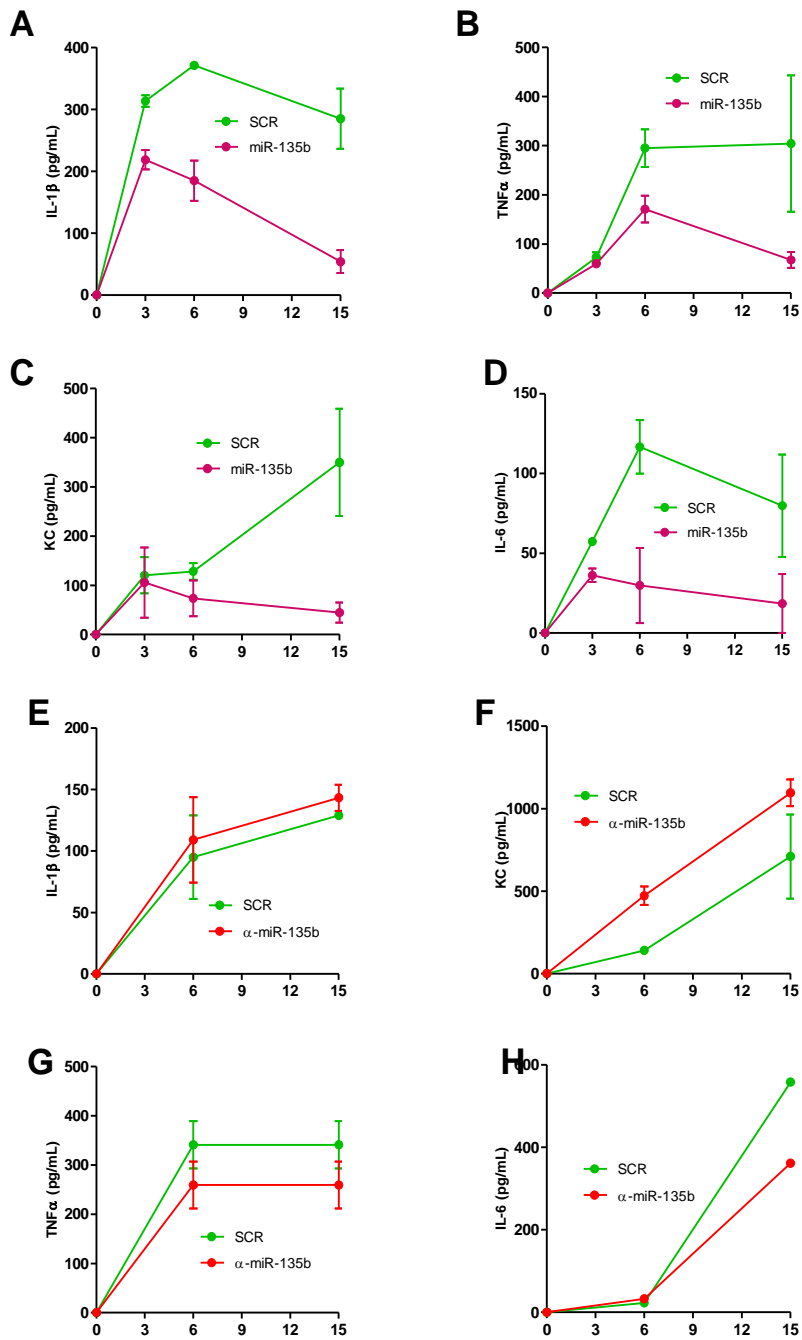 A
IL-1β (pg/mL)
400
300
200
100
0
SCR
miR-135b
0 3 6 9 12 15
B
TNFα (pg/mL)
500
400
300
200
100
0
SCR
miR-135b
0 3 6 9 12 15
C
KC (pg/mL)
500
400
300
200
100
0
SCR
miR-135b
0 3 6 9 12 15
D
IL-6 (pg/mL)
150
100
50
0
SCR
miR-135b
0 3 6 9 12 15
E
IL-1β (pg/mL)
200
150
100
50
0
SCR
α-miR-135b
0 3 6 9 12 15
F
KC (pg/mL)
1500
1000
500
0
SCR
α-miR-135b
0 3 6 9 12 15
G
TNFα (pg/mL)
500
400
300
200
100
0
SCR
α-miR-135b
0 3 6 9 12 15
H
IL-6 (pg/mL)
600
400
200
0
SCR
α-miR-135b
0 3 6 9 12 15